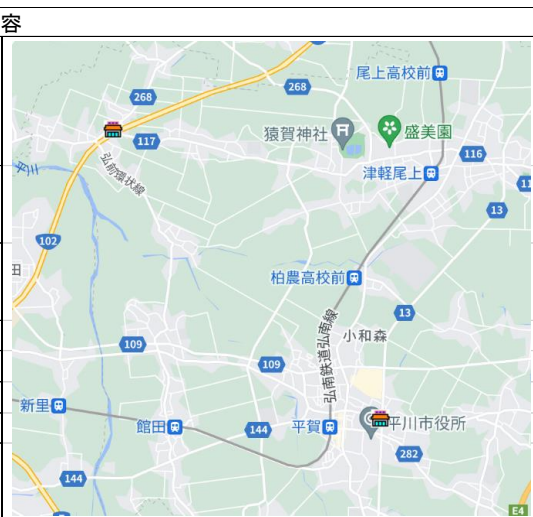 容
尾上高校前
268
268
猿賀神社
盛美園
117
116
津軽尾上
弘前環状線
13
102
柏農高校前
13
小和森
弘南鉄道弘南線
109
109
新里
館田
144
平賀
平川市役所
282
144
E4